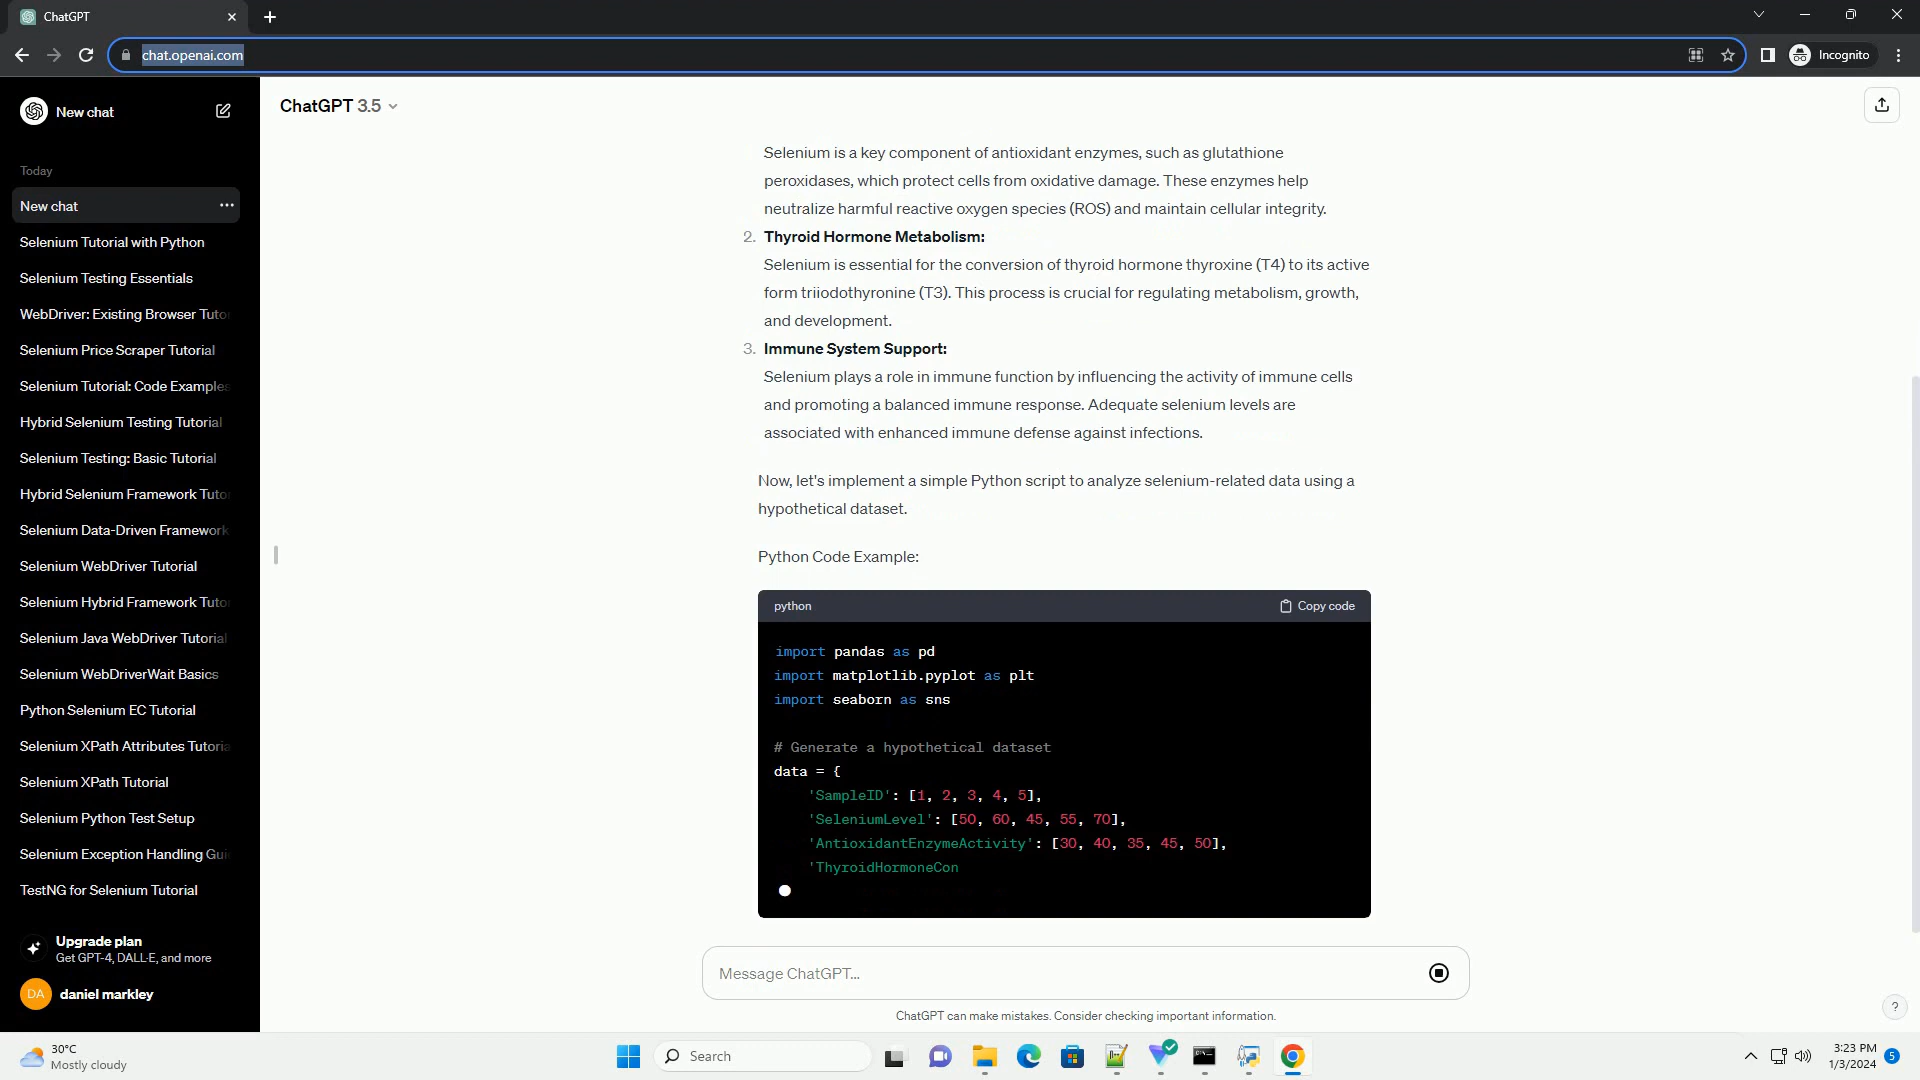 ChatGPT
chat.openai.com
Incognito
New chat
ChatGPT 3.5
Today
New chat
Selenium Tutorial with Python
Selenium Testing Essentials
WebDriver: Existing Browser Tuto
Selenium Price Scraper Tutorial
Selenium Tutorial: Code Examples
Hybrid Selenium Testing Tutorial
Selenium Testing: Basic Tutorial
Hybrid Selenium Framework Tuto
Selenium Data-Driven Framework
Selenium WebDriver Tutorial
Selenium Hybrid Framework Tuto
Selenium Java WebDriver Tutorial
Selenium WebDriverWait Basics
Python Selenium EC Tutorial
Selenium XPath Attributes Tutoria
Selenium XPath Tutorial
Selenium Python Test Setup
Selenium Exception Handling Gui
TestNG for Selenium Tutorial
Upgrade plan
Get GPT-4, DALL·E, and more
DA
daniel markley
Selenium is a key component of antioxidant enzymes, such as glutathione
peroxidases, which protect cells from oxidative damage. These enzymes help
neutralize harmful reactive oxygen species (ROS) and maintain cellular integrity.
2. Thyroid Hormone Metabolism:
Selenium is essential for the conversion of thyroid hormone thyroxine (T4) to its active
form triiodothyronine (T3). This process is crucial for regulating metabolism, growth,
and development.
3. Immune System Support:
Selenium plays a role in immune function by influencing the activity of immune cells
and promoting a balanced immune response. Adequate selenium levels are
associated with enhanced immune defense against infections.
Now, let's implement a simple Python script to analyze selenium-related data using a
hypothetical dataset.
Python Code Example:
python
Copy code
import pandas as pd
import matplotlib.pyplot as plt
import seaborn as sns
# Generate a hypothetical dataset
data = {
'SampleID': [1, 2, 3, 4, 5],
'SeleniumLevel': [50, 60, 45, 55, 70],
'AntioxidantEnzymeActivity': [30, 40, 35, 45, 50],
'ThyroidHormoneCon
Message ChatGPT...
ChatGPT can make mistakes. Consider checking important information.
?
30°C
Mostly cloudy
Search
3:23 PM
1/3/2024
5